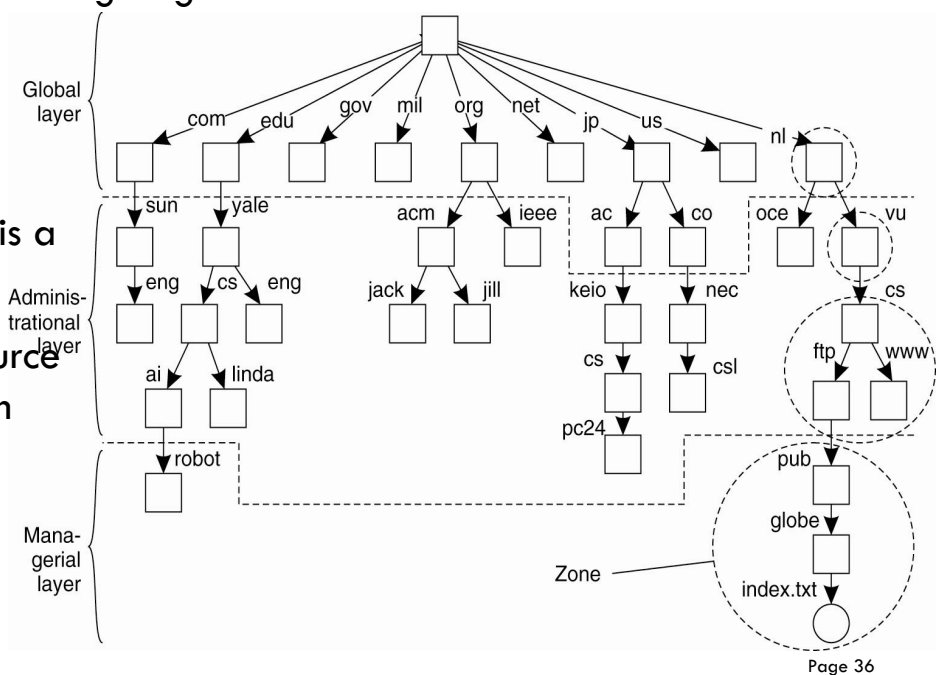 Global
layer
com
edu
gov
mil
org
net
jp
us
nl
sun
yale
acm
ieee
ac
co
oce
vu
is a
Adminis-
trational
layer
eng
cs
eng
jack
jill
keio
nec
cs
urce
ai
linda
cs
csl
ftp
www
pc24
robot
pub
Mana-
gerial
layer
globe
Zone
index.txt
Page 36